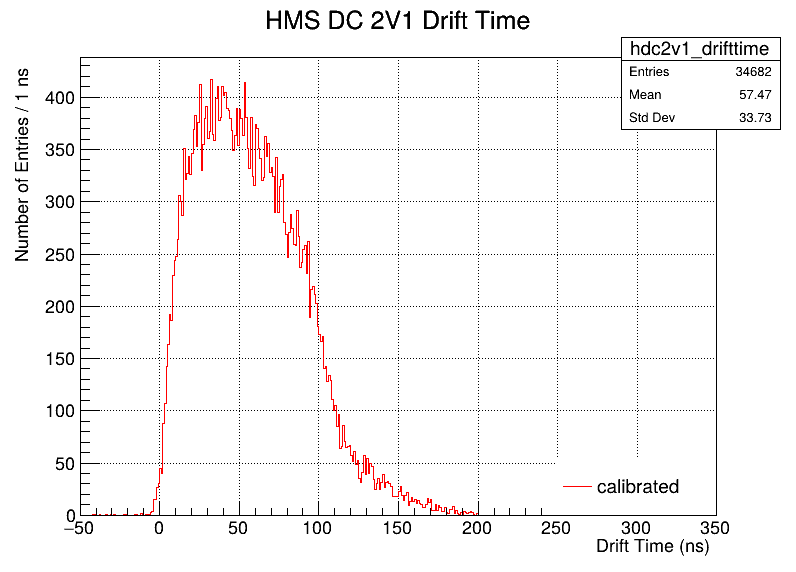 HMS DC 2V1 Drift Time
hdc2v1_drifttime
Entries 34682
Mean 57.47
Std Dev 33.73
Number of Entries / 1 ns
400
350
300
250
200
150
100
50
0
calibrated
−50 0 50 100 150 200 250 300 350
Drift Time (ns)